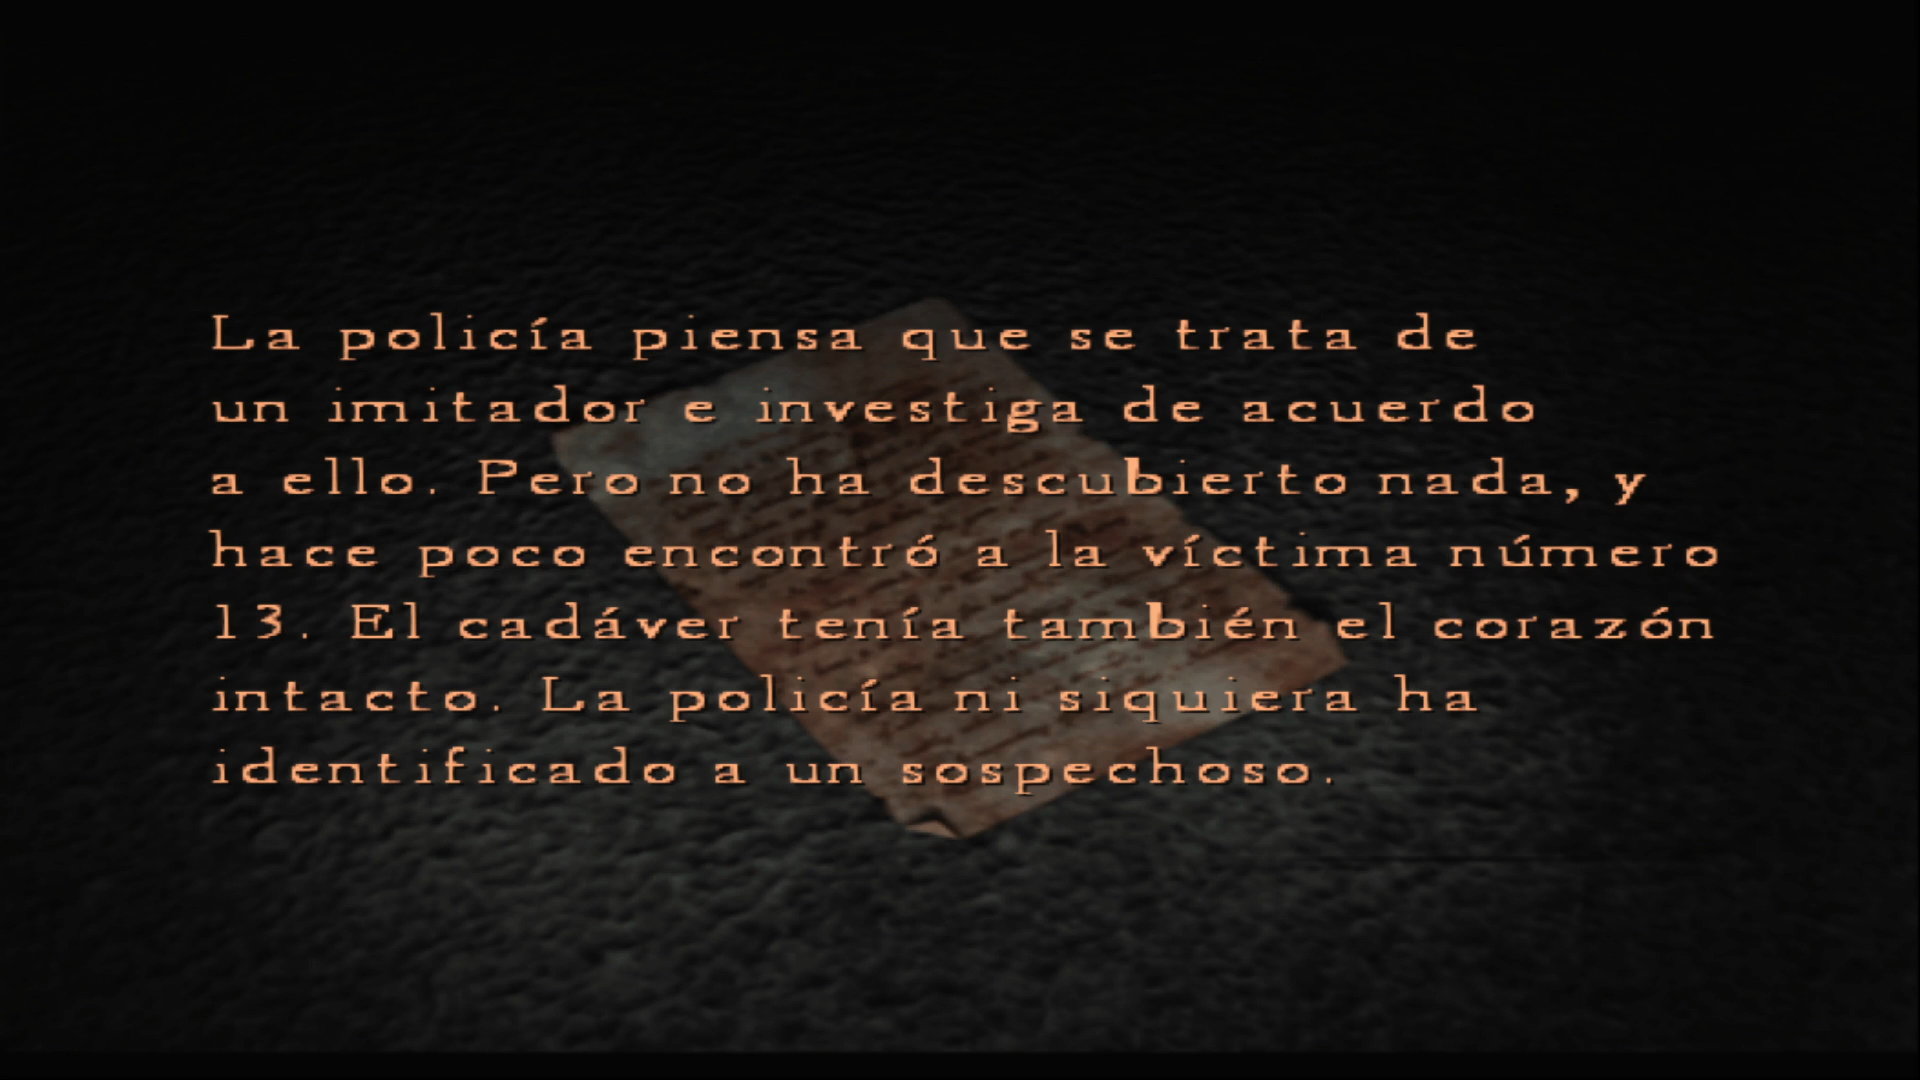 La policía piensa que se trata de
un imitador e investiga de acuerdo
a ello. Pero no ha descubierto nada, y
hace poco encontró a la víctima número
13. El cadáver tenía también el corazón
intacto. La policía ni siquiera ha
identificado a un sospechoso.